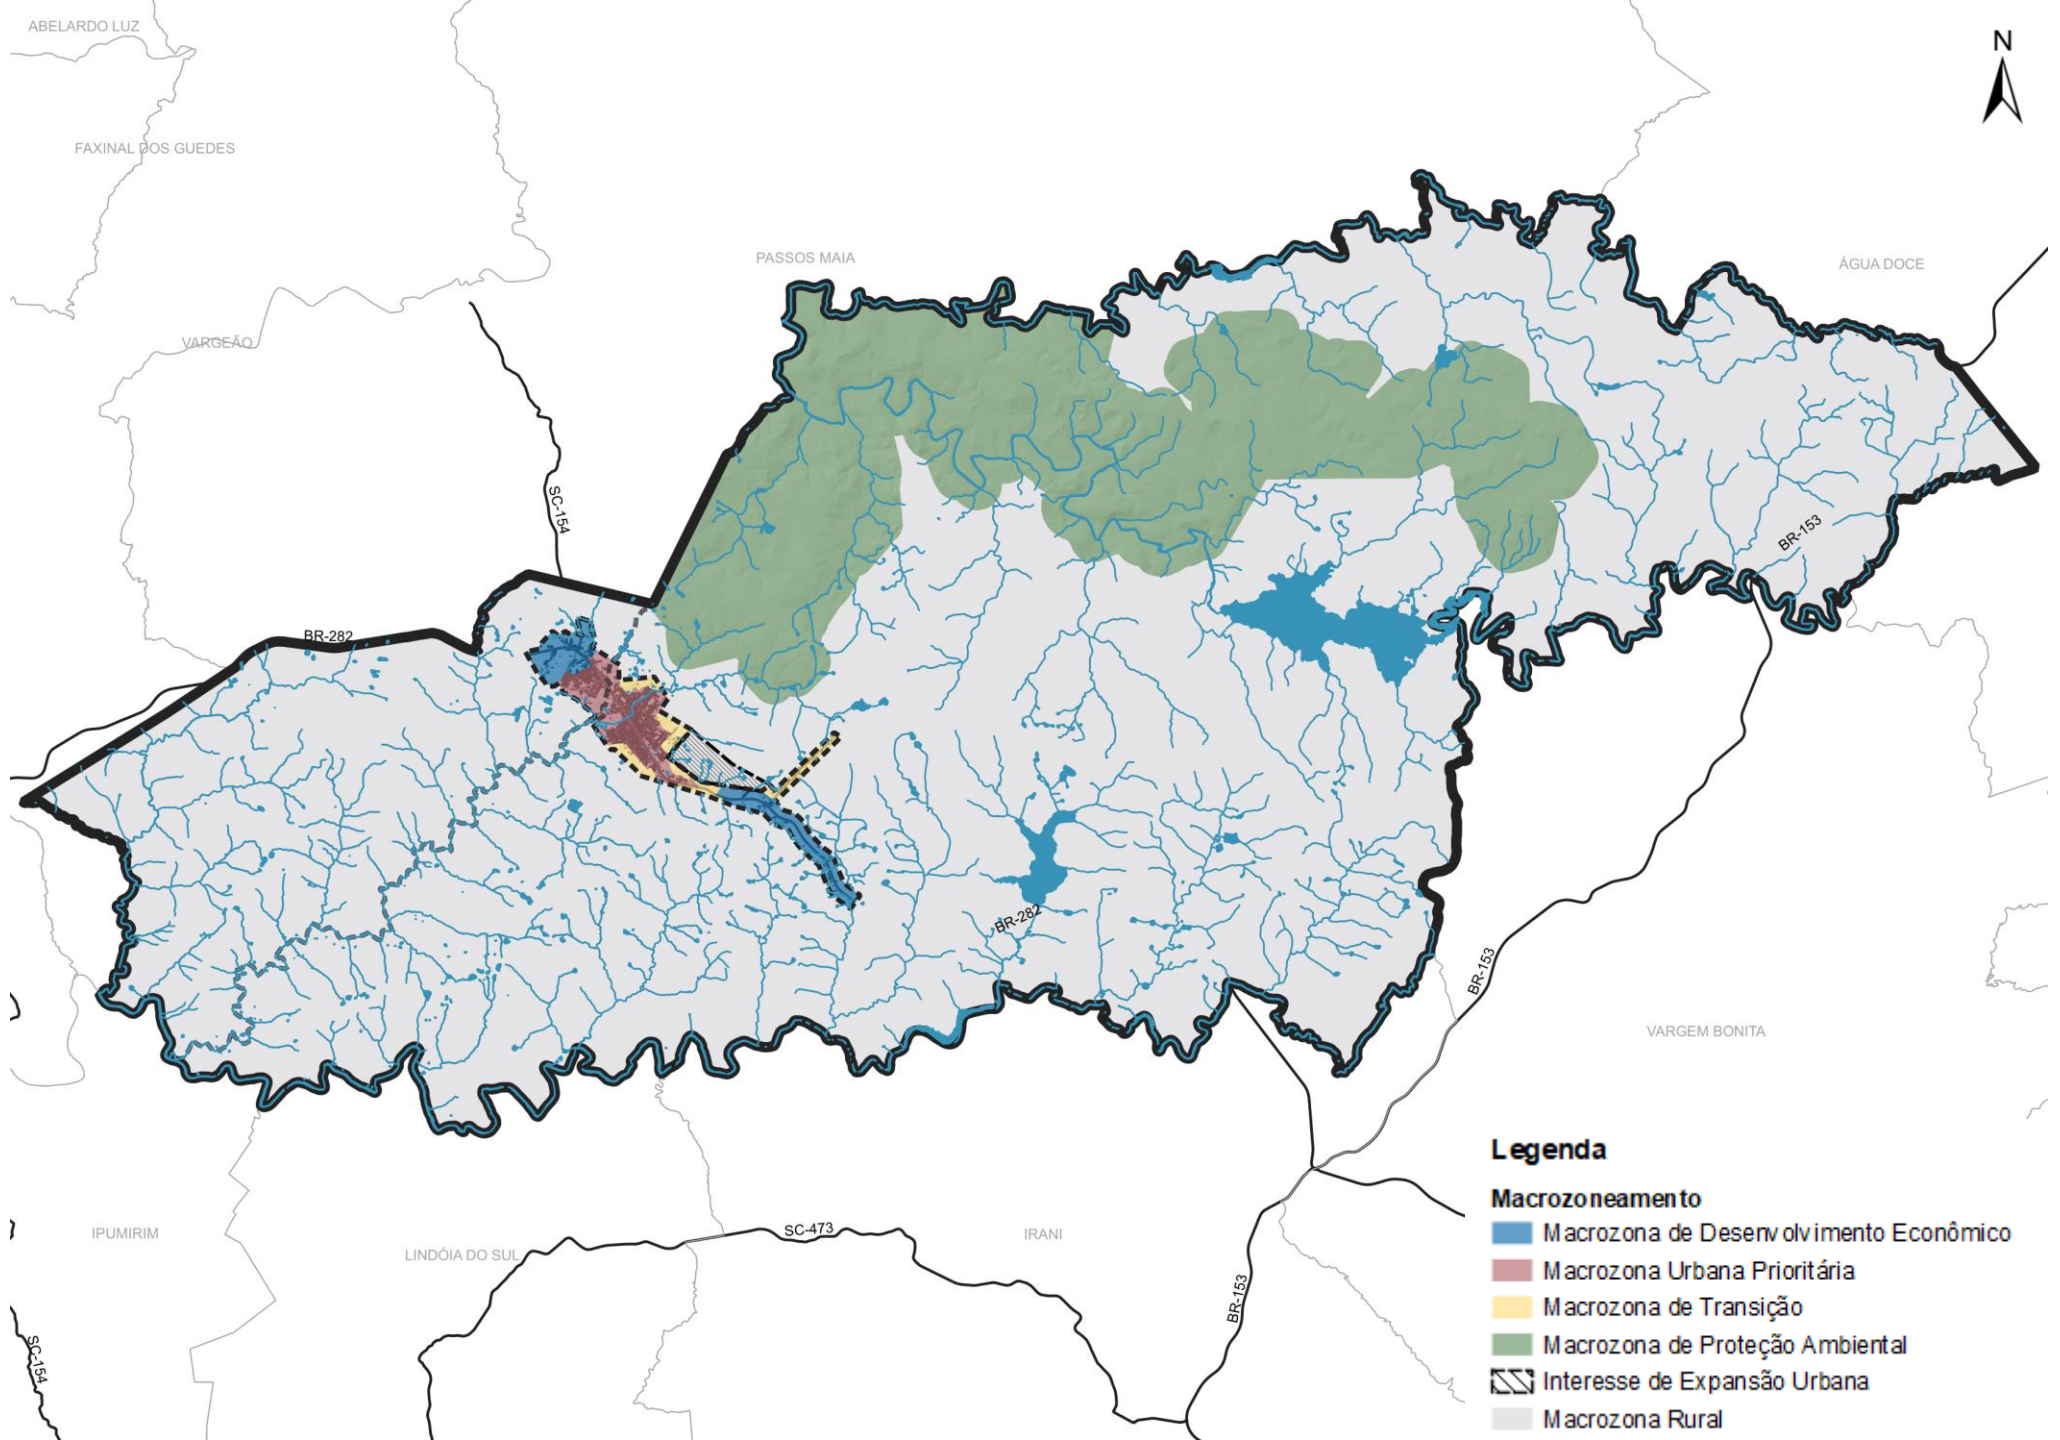 ABELARDO LUZ
N
FAXINAL DOS GUEDES
PASSOS MAIA
ÁGUA DOCE
VARGEÃO
SC-154
BR-153
BR-282
BR-282
BR-153
VARGEM BONITA
Legenda
Macrozoneamento
Macrozona de Desenvolvimento Econômico
Macrozona Urbana Prioritária
Macrozona de Transição
Macrozona de Proteção Ambiental
Interesse de Expansão Urbana
Macrozona Rural
IPUMIRIM
LINDÓIA DO SUL
SC-473
IRANI
BR-153
SC-154